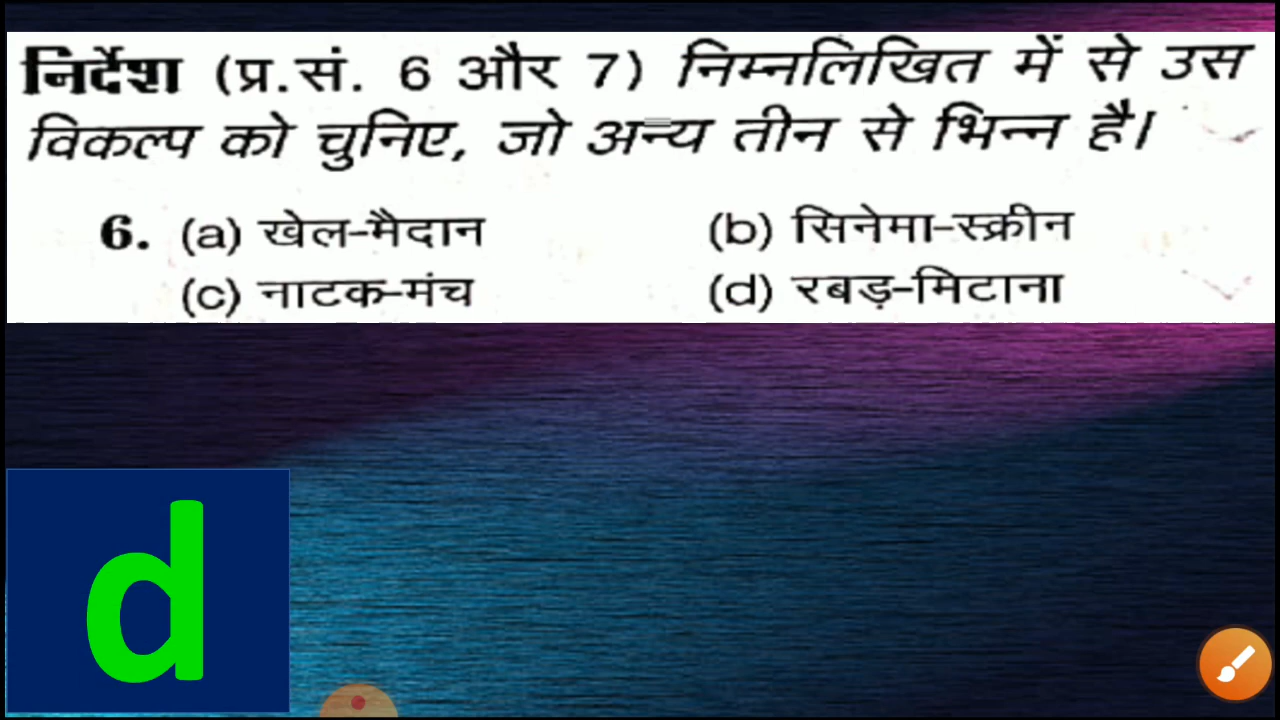 निर्देश (प्र.सं. 6 और 7) निम्नलिखित में से उस
विकल्प को चुनिए, जो अन्य तीन से भिन्न है।
6. (a) खेल-मैदान (b) सिनेमा-स्क्रीन
(c) नाटक-मंच (d) रबड़-मिटाना
d